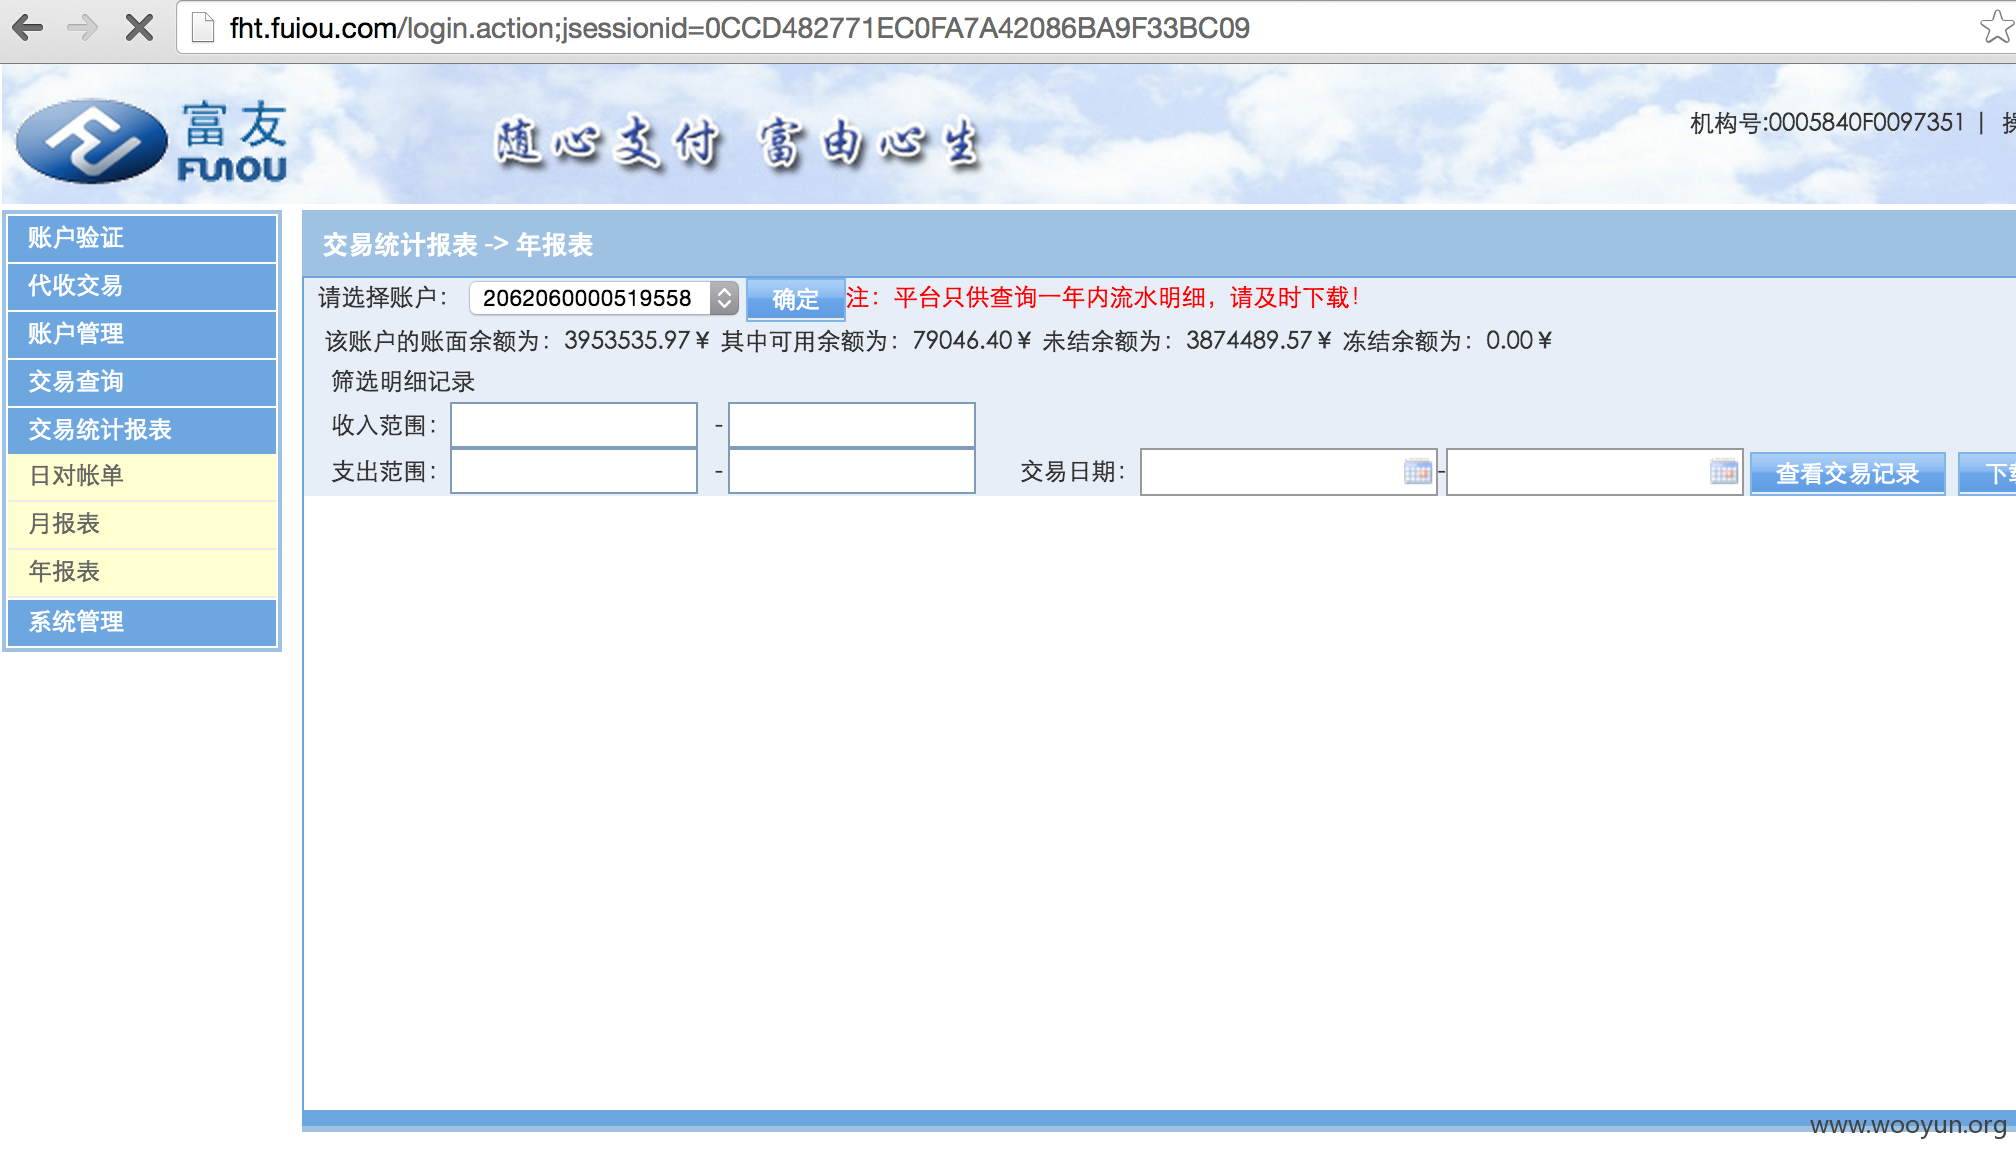 fht.fuiou.com/login.action;jsessionid=0CCD482771EC0FA7A42086BA9F33BC09
富友
FUIOU
随心支付 富由心生
机构号:0005840F0097351 |
账户验证
代收交易
账户管理
交易查询
交易统计报表
日对帐单
月报表
年报表
系统管理
交易统计报表 -> 年报表
请选择账户： 2062060000519558 确定 注：平台只供查询一年内流水明细，请及时下载！
该账户的账面余额为：3953535.97¥ 其中可用余额为：79046.40¥ 未结余额为：3874489.57¥ 冻结余额为：0.00¥
筛选明细记录
收入范围： -
支出范围： - 交易日期： - 查看交易记录 下
www.wooyun.org